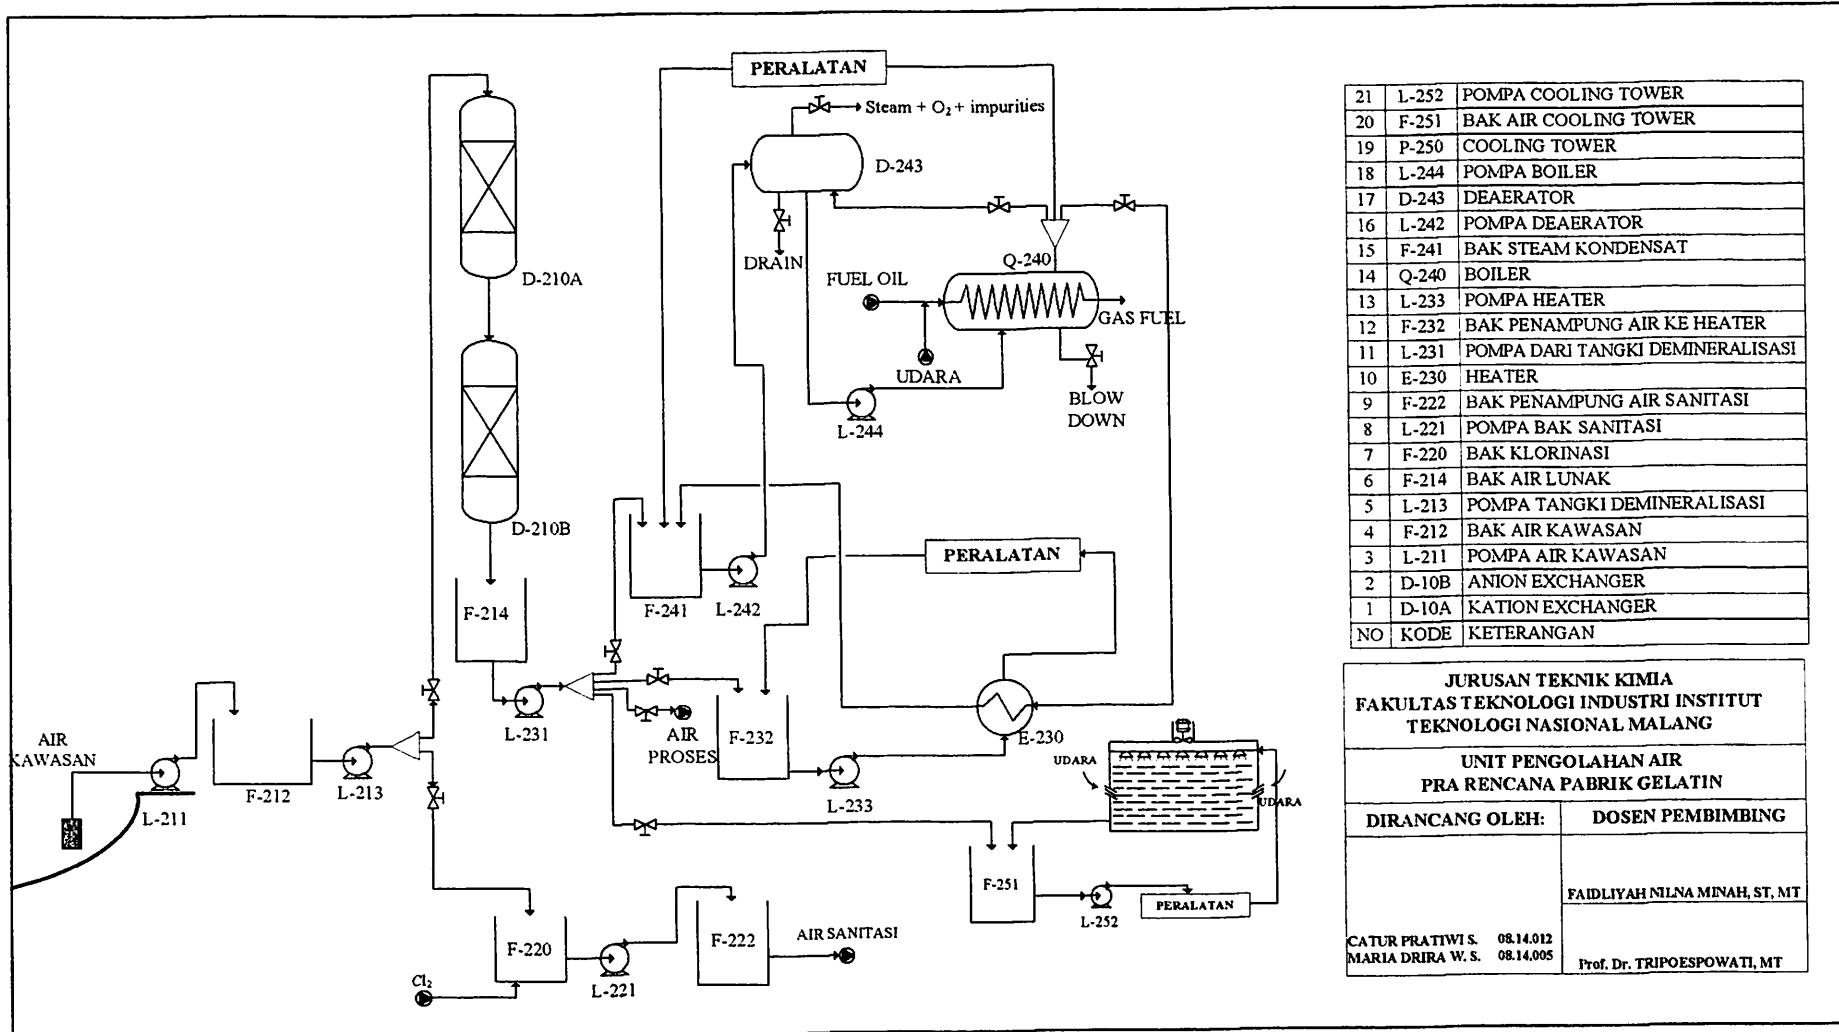 PERALATAN
Steam + O₂ + impurities
D-243
DRAIN
Q-240
FUEL OIL
GAS FUEL
UDARA
BLOW
DOWN
L-244
D-210A
D-210B
F-214
F-241
L-242
PERALATAN
L-231
AIR
PROSES
F-232
L-233
E-230
UDARA
UDARA
AIR
KAWASAN
L-211
F-212
L-213
F-251
L-252
PERALATAN
F-220
L-221
F-222
AIR SANITASI
Cl₂
21 L-252 POMPA COOLING TOWER
20 F-251 BAK AIR COOLING TOWER
19 P-250 COOLING TOWER
18 L-244 POMPA BOILER
17 D-243 DEAERATOR
16 L-242 POMPA DEAERATOR
15 F-241 BAK STEAM KONDENSAT
14 Q-240 BOILER
13 L-233 POMPA HEATER
12 F-232 BAK PENAMPUNG AIR KE HEATER
11 L-231 POMPA DARI TANGKI DEMINERALISASI
10 E-230 HEATER
9 F-222 BAK PENAMPUNG AIR SANITASI
8 L-221 POMPA BAK SANITASI
7 F-220 BAK KLORINASI
6 F-214 BAK AIR LUNAK
5 L-213 POMPA TANGKI DEMINERALISASI
4 F-212 BAK AIR KAWASAN
3 L-211 POMPA AIR KAWASAN
2 D-10B ANION EXCHANGER
1 D-10A KATION EXCHANGER
NO KODE KETERANGAN
JURUSAN TEKNIK KIMIA
FAKULTAS TEKNOLOGI INDUSTRI INSTITUT
TEKNOLOGI NASIONAL MALANG
UNIT PENGOLAHAN AIR
PRA RENCANA PABRIK GELATIN
DIRANCANG OLEH: DOSEN PEMBIMBING
FAIDLIYAH NILNA MINAH, ST, MT
CATUR PRATIWI S. 08.14.012
MARIA DRIRA W. S. 08.14.005
Prof. Dr. TRIPOESPOWATI, MT